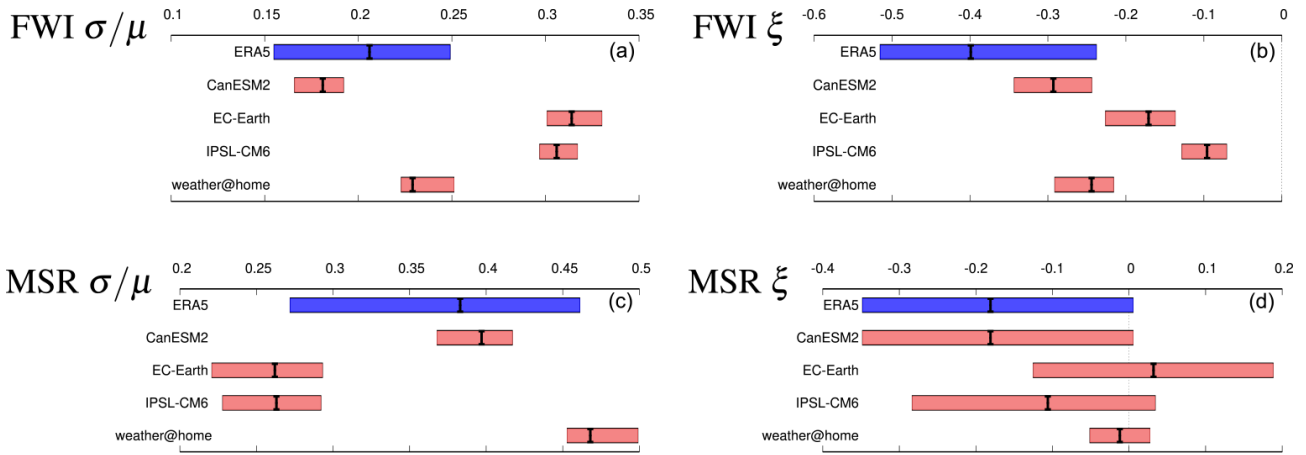 FWI σ/μ
0.1 0.15 0.2 0.25 0.3 0.35
(a)
ERA5
CanESM2
EC-Earth
IPSL-CM6
weather@home
FWI ξ
-0.6 -0.5 -0.4 -0.3 -0.2 -0.1 0
(b)
ERA5
CanESM2
EC-Earth
IPSL-CM6
weather@home
MSR σ/μ
0.2 0.25 0.3 0.35 0.4 0.45 0.5
(c)
ERA5
CanESM2
EC-Earth
IPSL-CM6
weather@home
MSR ξ
-0.4 -0.3 -0.2 -0.1 0 0.1 0.2
(d)
ERA5
CanESM2
EC-Earth
IPSL-CM6
weather@home